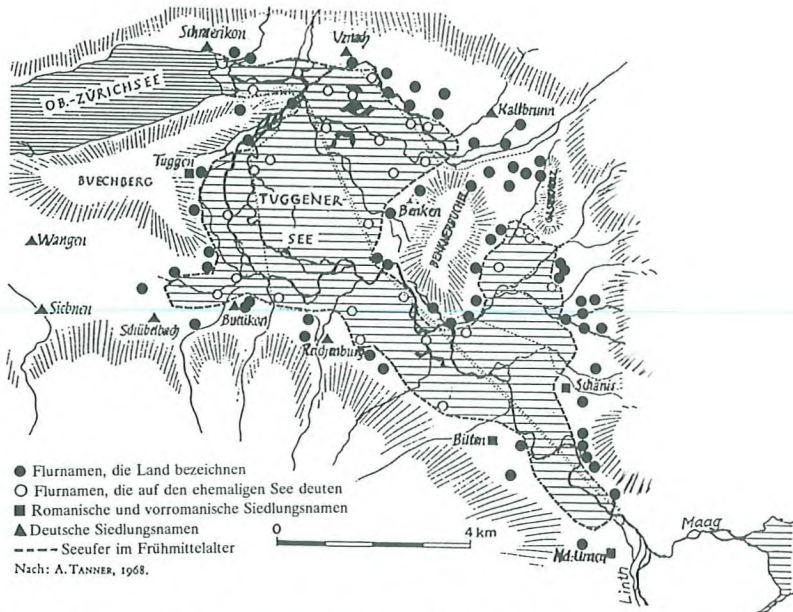 Schmerikon
Uznach
OB.-ZÜRICHSEE
Kaltbrunn
Tuggen
BUECHBERG
TUGGENER
SEE
Benken
BENKNERBUCHEL
Wangen
Siebnen
Schübelbach
Buttikon
Reichenburg
Schänis
Bilten
Maag
Nd. Urnen
Linth
● Flurnamen, die Land bezeichnen
○ Flurnamen, die auf den ehemaligen See deuten
■ Romanische und vorromanische Siedlungsnamen
▲ Deutsche Siedlungsnamen
---- Seeufer im Frühmittelalter
0 4 km
Nach: A. TANNER, 1968.